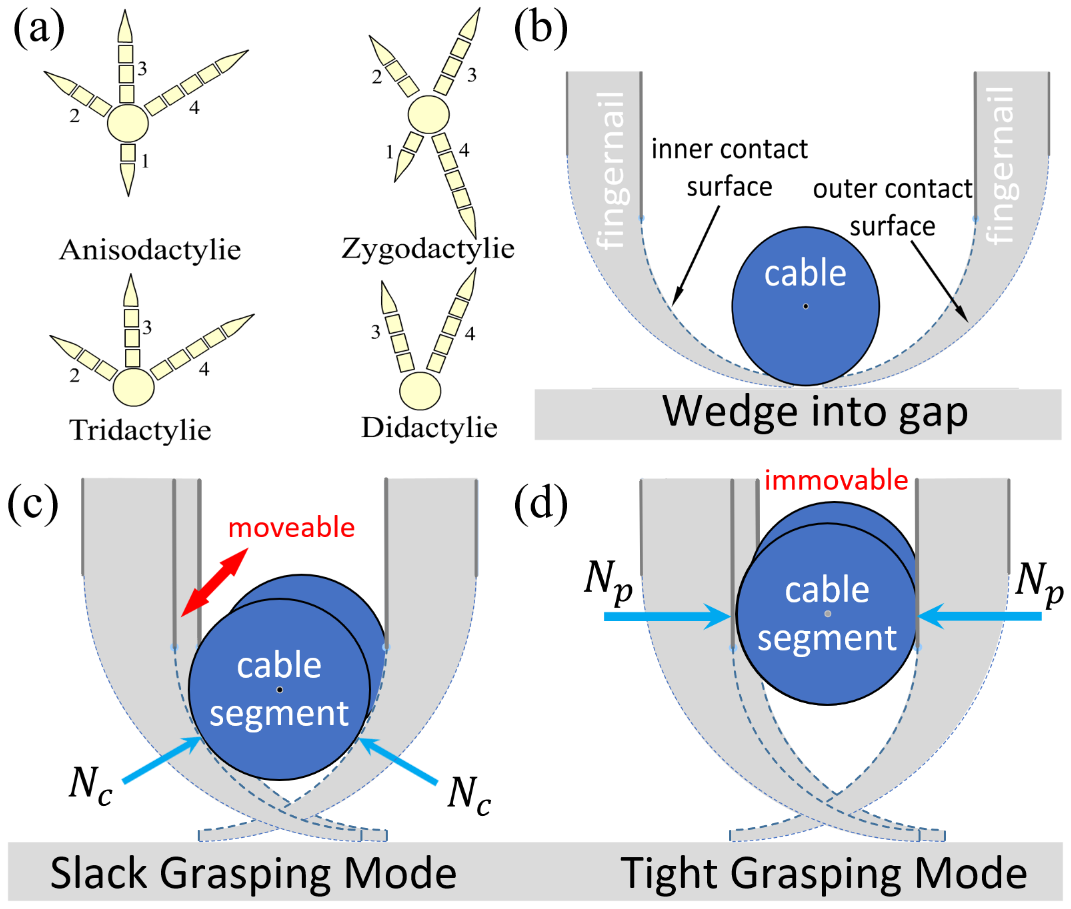 (a)
3
2
4
1
Anisodactylie
2
3
1
4
Zygodactylie
3
2
4
Tridactylie
3
4
Didactylie
(b)
fingernail
fingernail
inner contact
surface
outer contact
surface
cable
Wedge into gap
(c)
moveable
cable
segment
N_c
N_c
Slack Grasping Mode
(d)
immovable
N_p
N_p
cable
segment
Tight Grasping Mode